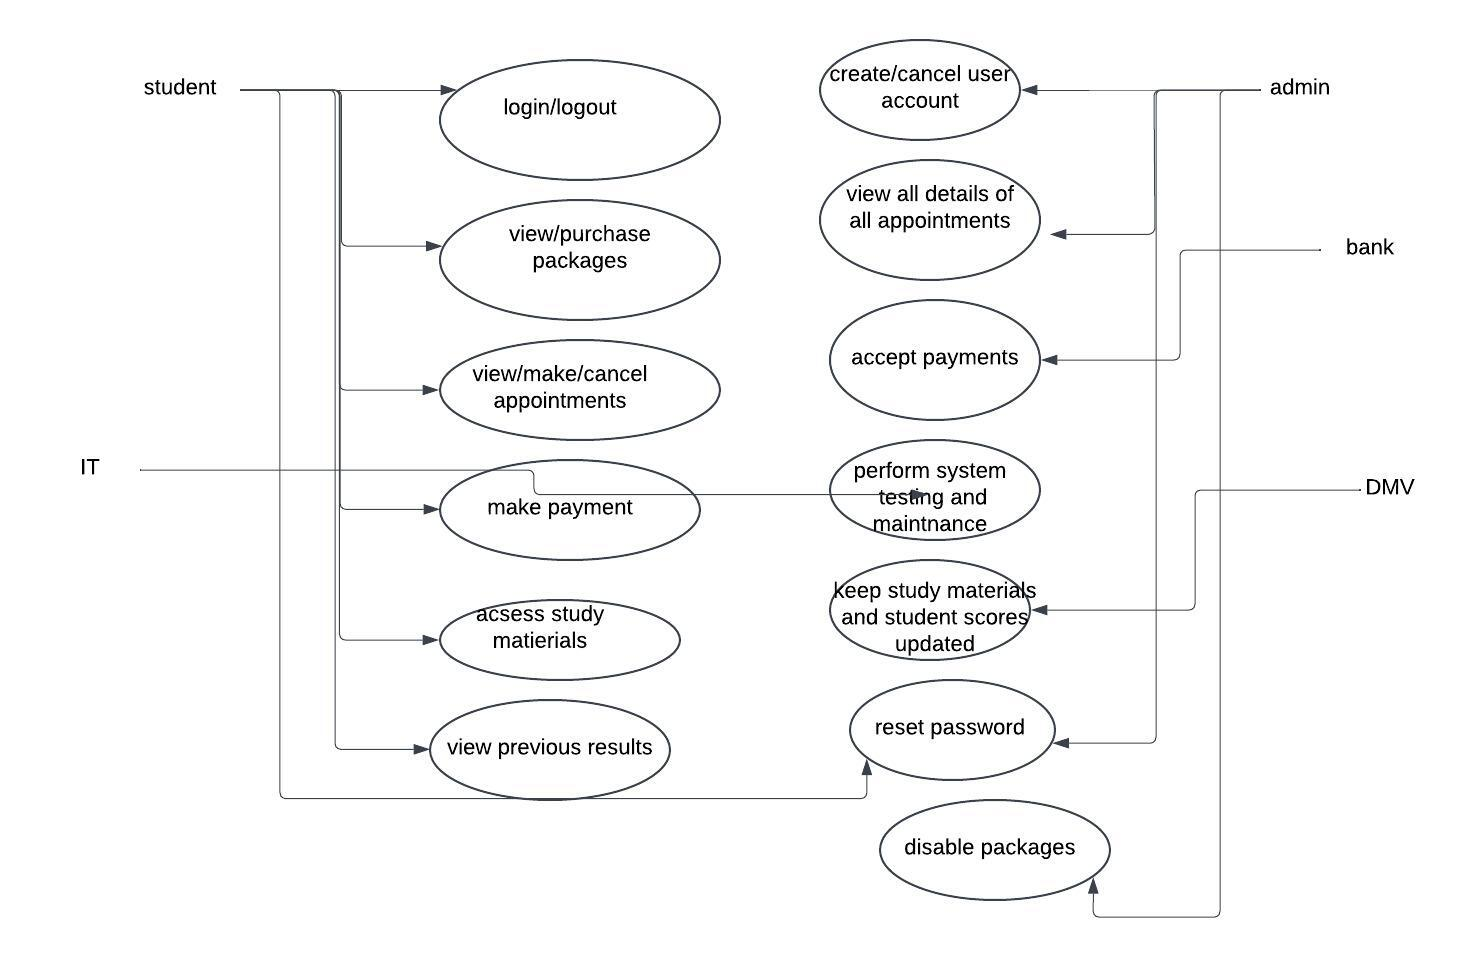 student
login/logout
create/cancel user
account
admin
view/purchase
packages
view all details of
all appointments
bank
view/make/cancel
appointments
accept payments
IT
make payment
perform system
testing and
maintnance
DMV
acsess study
matierials
keep study materials
and student scores
updated
view previous results
reset password
disable packages